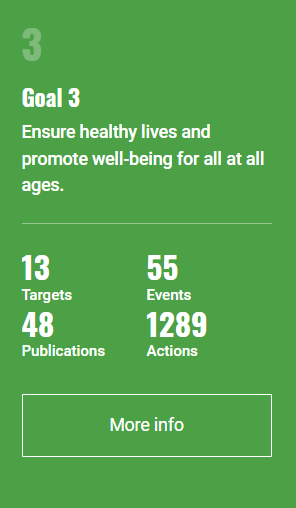 3
Goal 3
Ensure healthy lives and
promote well-being for all at all
ages.
13 55
Targets Events
48 1289
Publications Actions
More info